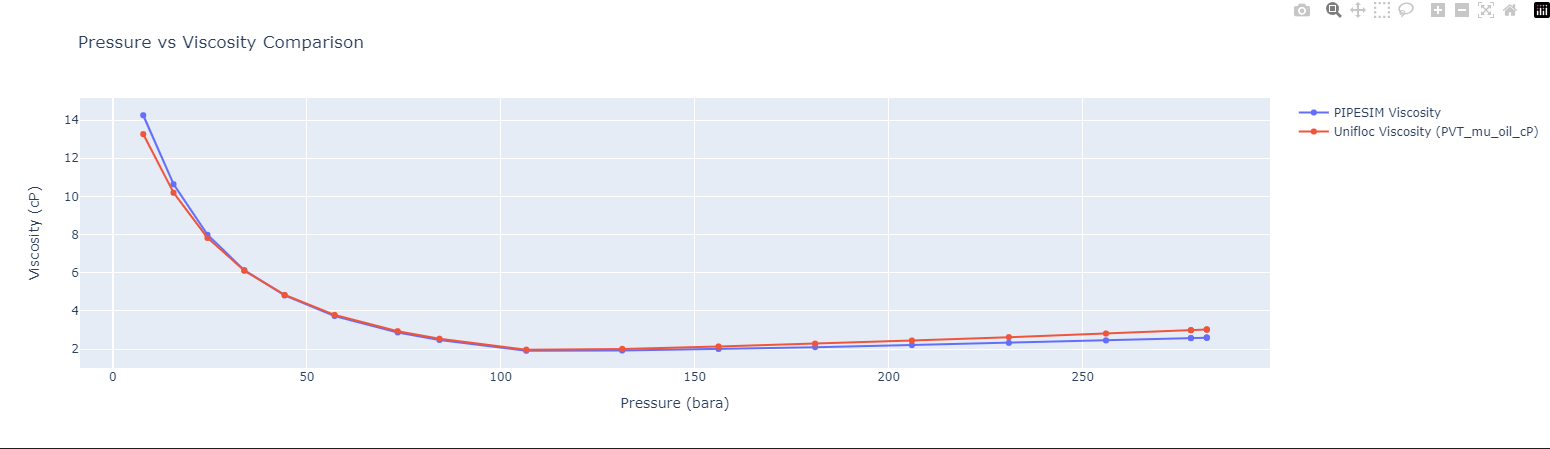 Pressure vs Viscosity Comparison
PIPESIM Viscosity
Unifloc Viscosity (PVT_mu_oil_cP)
Viscosity (cP)
14
12
10
8
6
4
2
0
50
100
150
200
250
Pressure (bara)